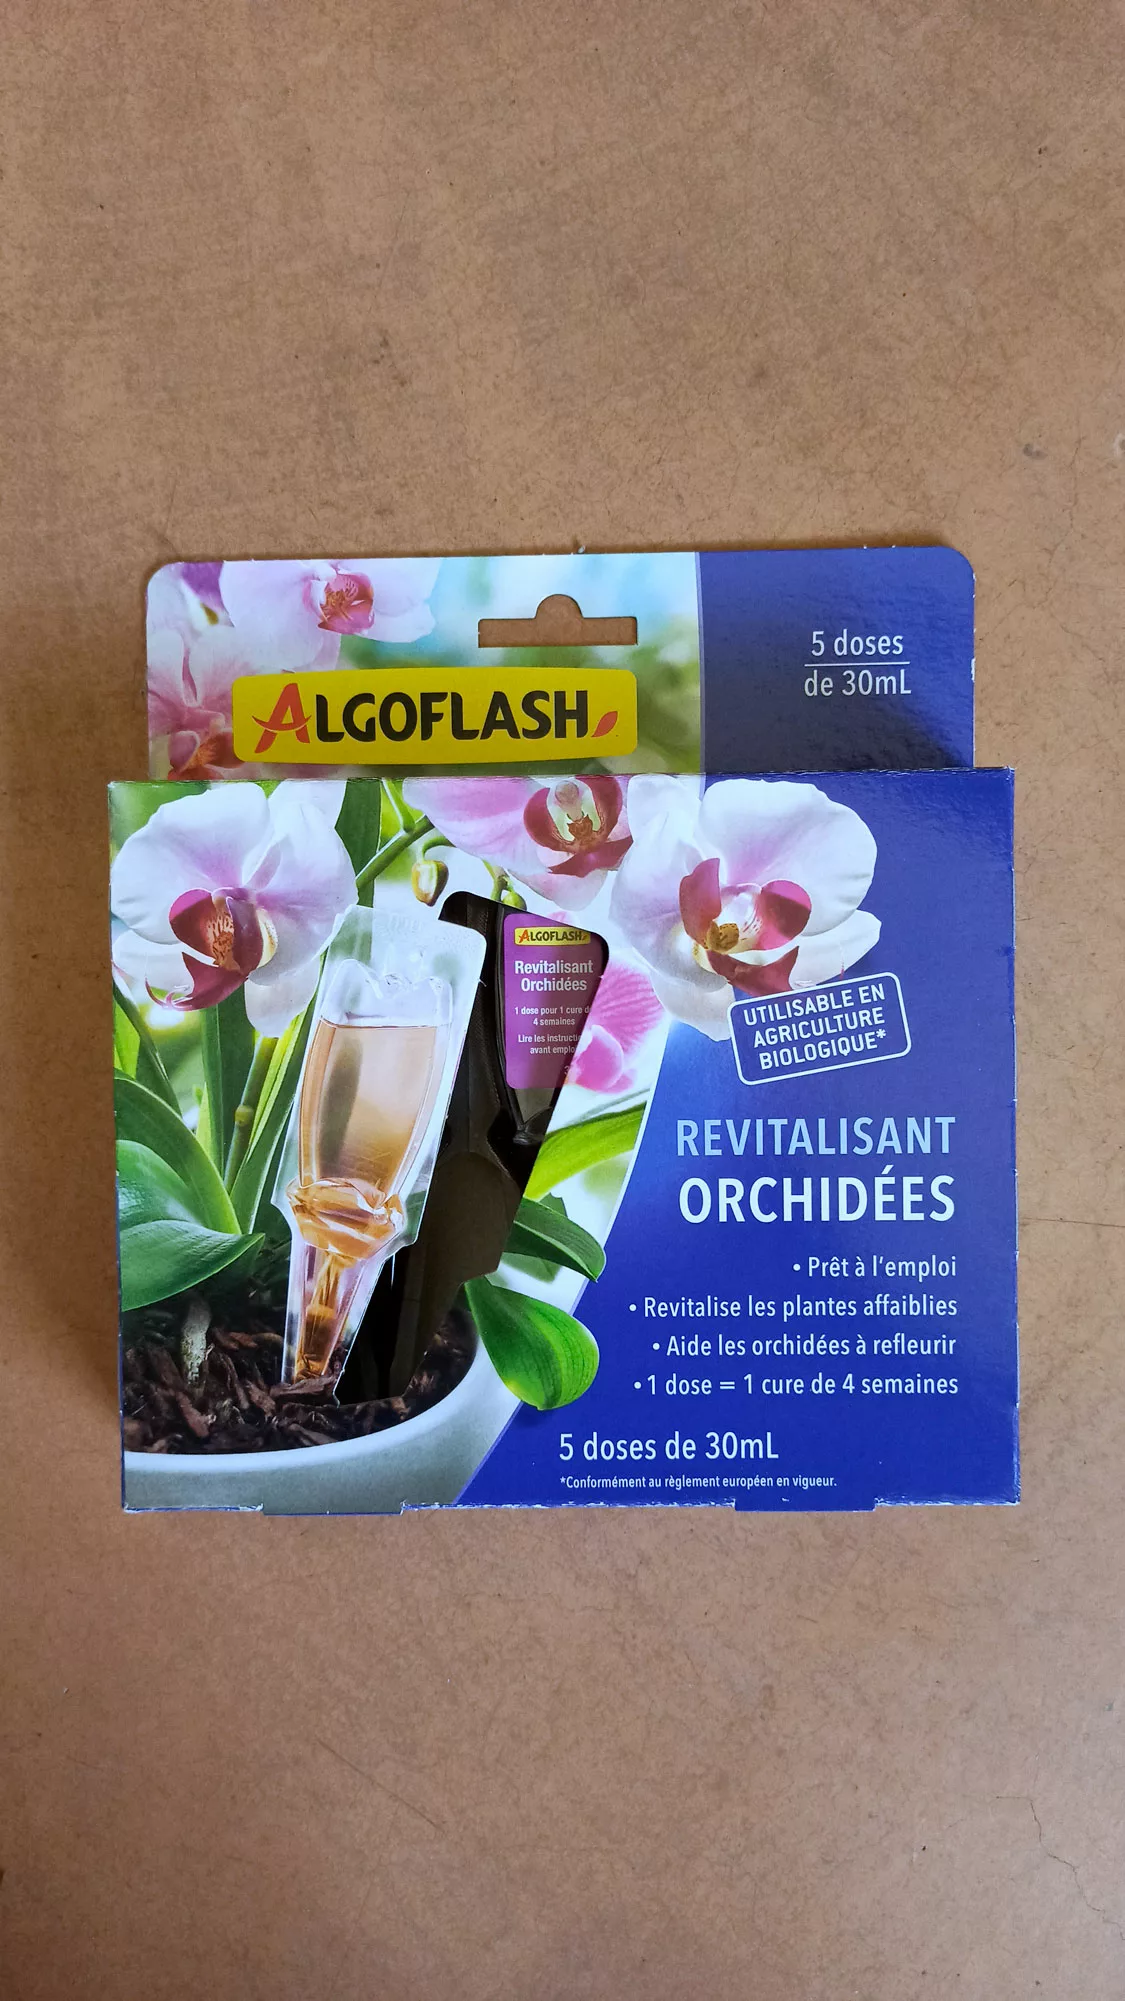 5 doses
de 30mL
ALGOFLASH
ALGOFLASH
Revitalisant
Orchidées
1 dose pour 1 cure
4 semaines
Lire les
avant
UTILISABLE EN
AGRICULTURE
BIOLOGIQUE*
REVITALISANT
ORCHIDÉES
• Prêt à l'emploi
• Revitalise les plantes affaiblies
• Aide les orchidées à refleurir
• 1 dose = 1 cure de 4 semaines
5 doses de 30mL
*Conformément au règlement européen en vigueur.